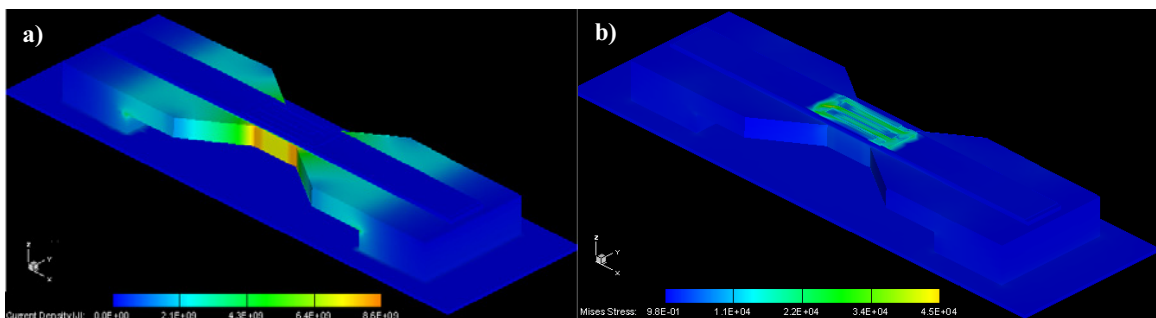 a)
z
Y
X
Current Density(J): 0.0E+00 2.1E+09 4.3E+09 6.4E+09 8.6E+09
b)
z
Y
X
Mises Stress: 9.8E-01 1.1E+04 2.2E+04 3.4E+04 4.5E+04